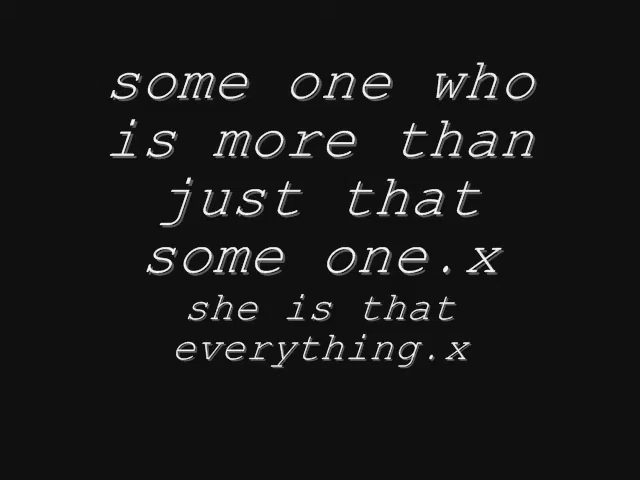 some one who
is more than
just that
some one.x
she is that
everything.x